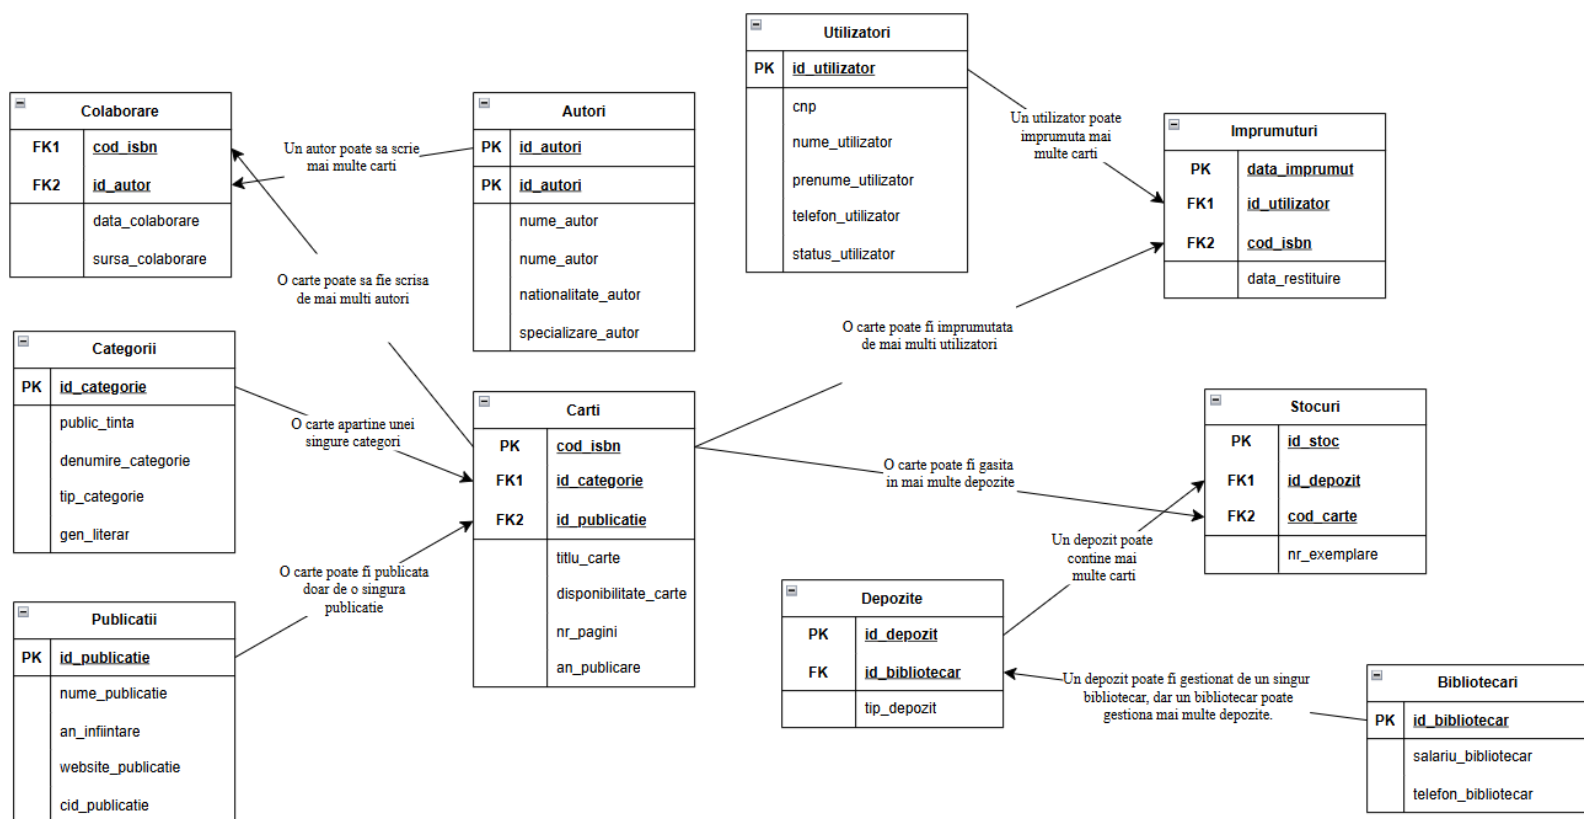 Utilizatori
PK id_utilizator
cnp
nume_utilizator
prenume_utilizator
telefon_utilizator
status_utilizator
Colaborare
FK1 cod_isbn
FK2 id_autor
data_colaborare
sursa_colaborare
Un autor poate sa scrie
mai multe carti
Autori
PK id_autori
PK id_autori
nume_autor
nume_autor
nationalitate_autor
specializare_autor
Un utilizator poate
imprumuta mai
multe carti
Imprumuturi
PK data_imprumut
FK1 id_utilizator
FK2 cod_isbn
data_restituire
O carte poate sa fie scrisa
de mai multi autori
O carte poate fi imprumutata
de mai multi utilizatori
Categorii
PK id_categorie
public_tinta
denumire_categorie
tip_categorie
gen_literar
O carte apartine unei
singure categori
Carti
PK cod_isbn
FK1 id_categorie
FK2 id_publicatie
titlu_carte
disponibilitate_carte
nr_pagini
an_publicare
O carte poate fi gasita
in mai multe depozite
Stocuri
PK id_stoc
FK1 id_depozit
FK2 cod_carte
nr_exemplare
O carte poate fi publicata
doar de o singura
publicatie
Un depozit poate
contine mai
multe carti
Publicatii
PK id_publicatie
nume_publicatie
an_infiintare
website_publicatie
cid_publicatie
Depozite
PK id_depozit
FK id_bibliotecar
tip_depozit
Un depozit poate fi gestionat de un singur
bibliotecar, dar un bibliotecar poate
gestiona mai multe depozite.
Bibliotecari
PK id_bibliotecar
salariu_bibliotecar
telefon_bibliotecar